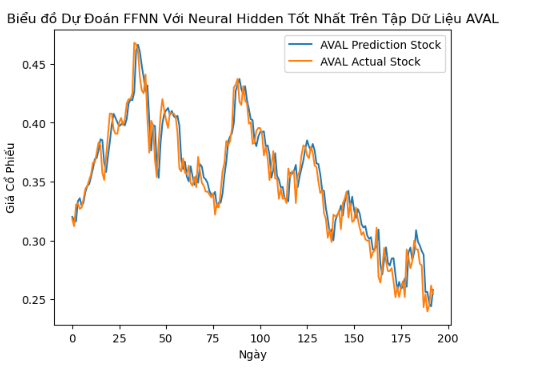 Biểu đồ Dự Đoán FFNN Với Neural Hidden Tốt Nhất Trên Tập Dữ Liệu AVAL
AVAL Prediction Stock
AVAL Actual Stock
Giá Cổ Phiếu
0.45
0.40
0.35
0.30
0.25
0 25 50 75 100 125 150 175 200
Ngày